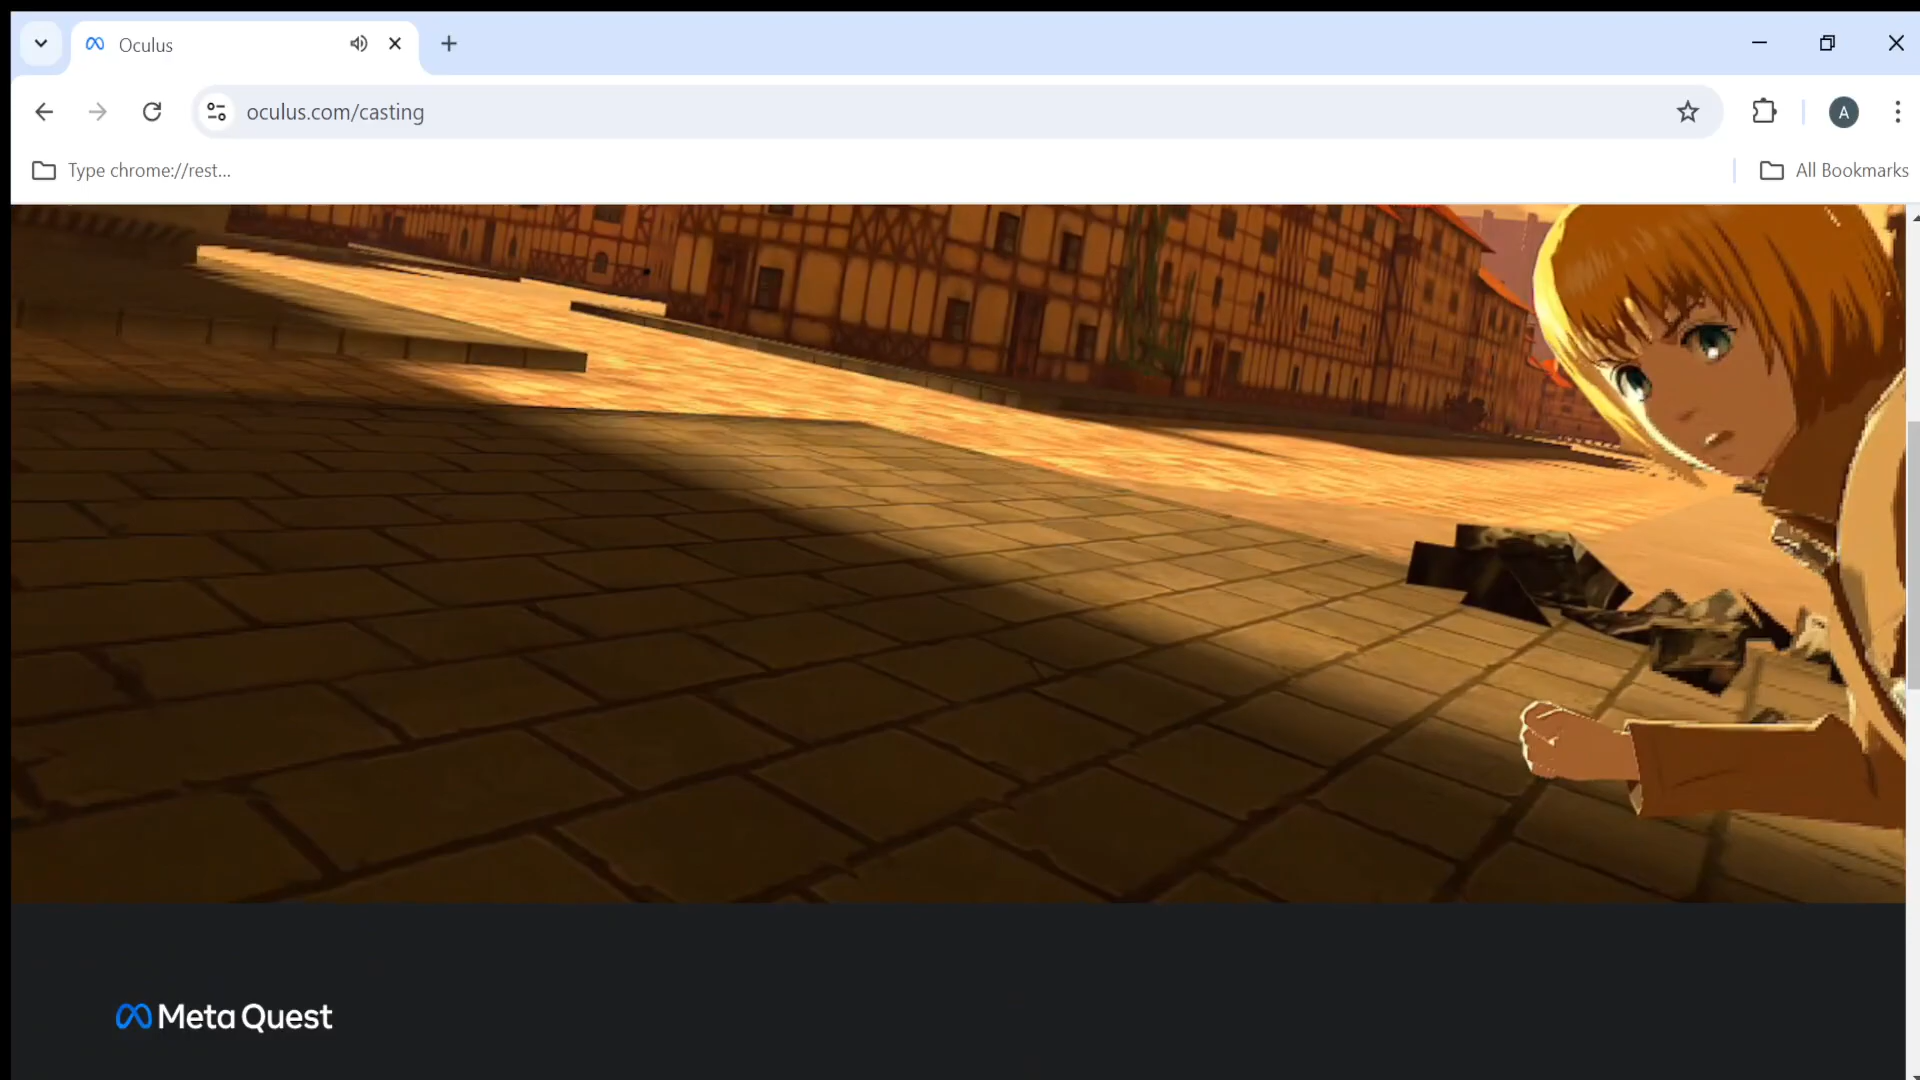 Oculus
oculus.com/casting
A
Type chrome://rest...
All Bookmarks
Meta Quest